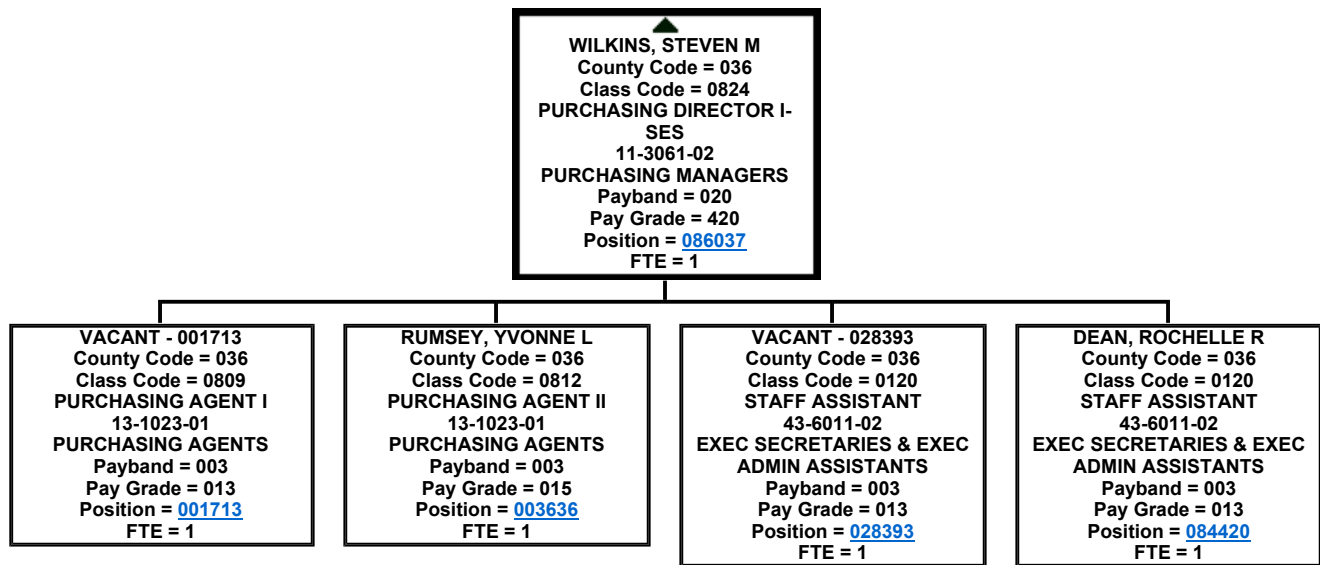 WILKINS, STEVEN M
County Code = 036
Class Code = 0824
PURCHASING DIRECTOR I-
SES
11-3061-02
PURCHASING MANAGERS
Payband = 020
Pay Grade = 420
Position = 086037
FTE = 1
VACANT - 001713
County Code = 036
Class Code = 0809
PURCHASING AGENT I
13-1023-01
PURCHASING AGENTS
Payband = 003
Pay Grade = 013
Position = 001713
FTE = 1
RUMSEY, YVONNE L
County Code = 036
Class Code = 0812
PURCHASING AGENT II
13-1023-01
PURCHASING AGENTS
Payband = 003
Pay Grade = 015
Position = 003636
FTE = 1
VACANT - 028393
County Code = 036
Class Code = 0120
STAFF ASSISTANT
43-6011-02
EXEC SECRETARIES & EXEC
ADMIN ASSISTANTS
Payband = 003
Pay Grade = 013
Position = 028393
FTE = 1
DEAN, ROCHELLE R
County Code = 036
Class Code = 0120
STAFF ASSISTANT
43-6011-02
EXEC SECRETARIES & EXEC
ADMIN ASSISTANTS
Payband = 003
Pay Grade = 013
Position = 084420
FTE = 1